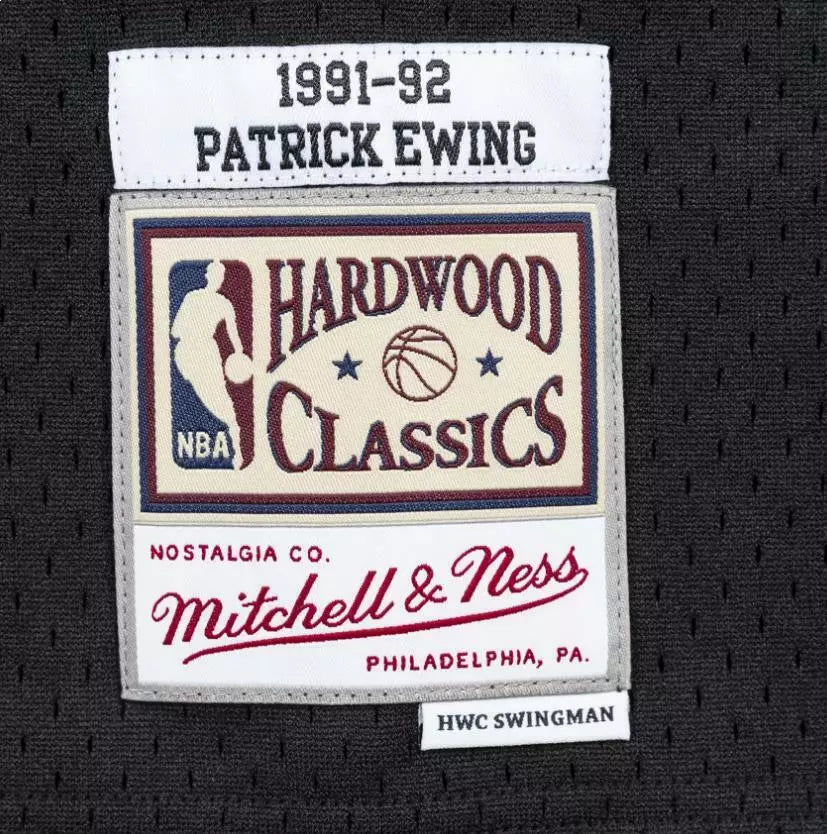 1991-92
PATRICK EWING
HARDWOOD
CLASSICS
NBA
NOSTALGIA CO.
Mitchell & Ness
PHILADELPHIA, PA.
HWC SWINGMAN